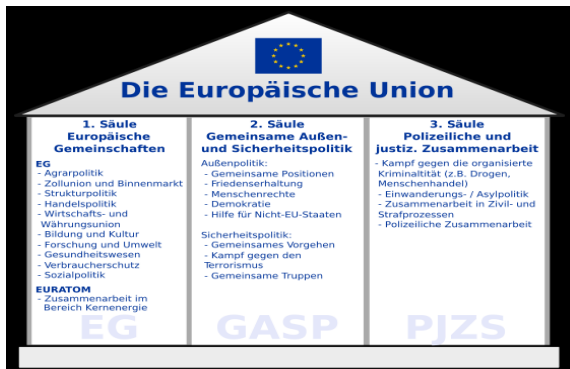 Die Europäische Union
1. Säule
Europäische
Gemeinschaften
EG
- Agrarpolitik
- Zollunion und Binnenmarkt
- Strukturpolitik
- Handelspolitik
- Wirtschafts- und
Währungsunion
- Bildung und Kultur
- Forschung und Umwelt
- Gesundheitswesen
- Verbraucherschutz
- Sozialpolitik
EURATOM
- Zusammenarbeit im
Bereich Kernenergie
EG
2. Säule
Gemeinsame Außen-
und Sicherheitspolitik
Außenpolitik:
- Gemeinsame Positionen
- Friedenserhaltung
- Menschenrechte
- Demokratie
- Hilfe für Nicht-EU-Staaten
Sicherheitspolitik:
- Gemeinsames Vorgehen
- Kampf gegen den
Terrorismus
- Gemeinsame Truppen
GASP
3. Säule
Polizeiliche und
justiz. Zusammenarbeit
- Kampf gegen die organisierte
Kriminaltität (z.B. Drogen,
Menschenhandel)
- Einwanderungs- / Asylpolitik
- Zusammenarbeit in Zivil- und
Strafprozessen
- Polizeiliche Zusammenarbeit
PJZS